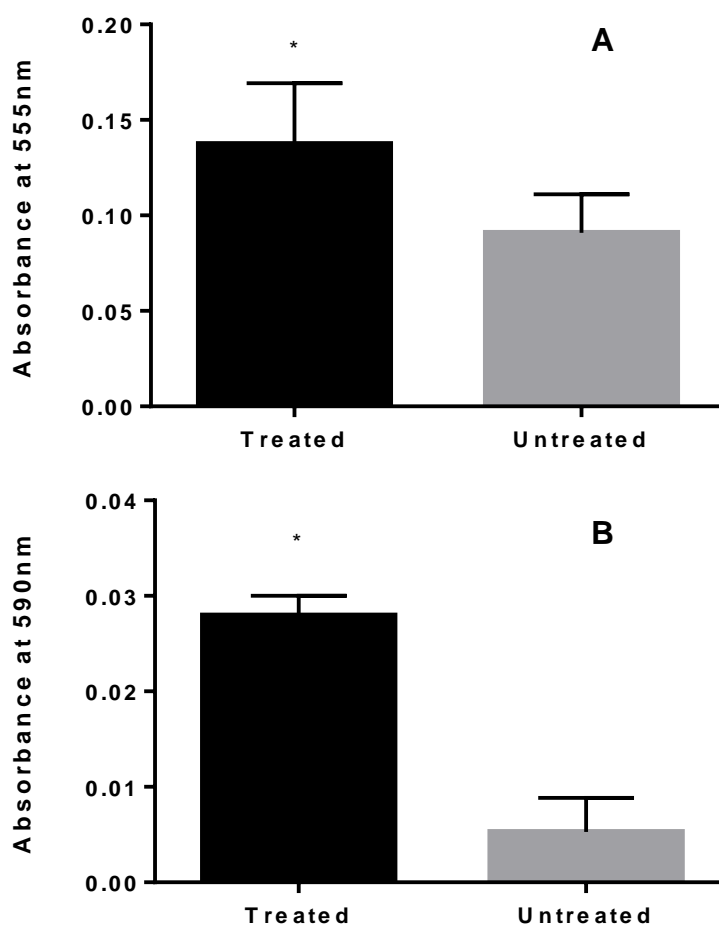 A
*
Absorbance at 555nm
0.20
0.15
0.10
0.05
0.00
Treated Untreated
B
*
Absorbance at 590nm
0.04
0.03
0.02
0.01
0.00
Treated Untreated